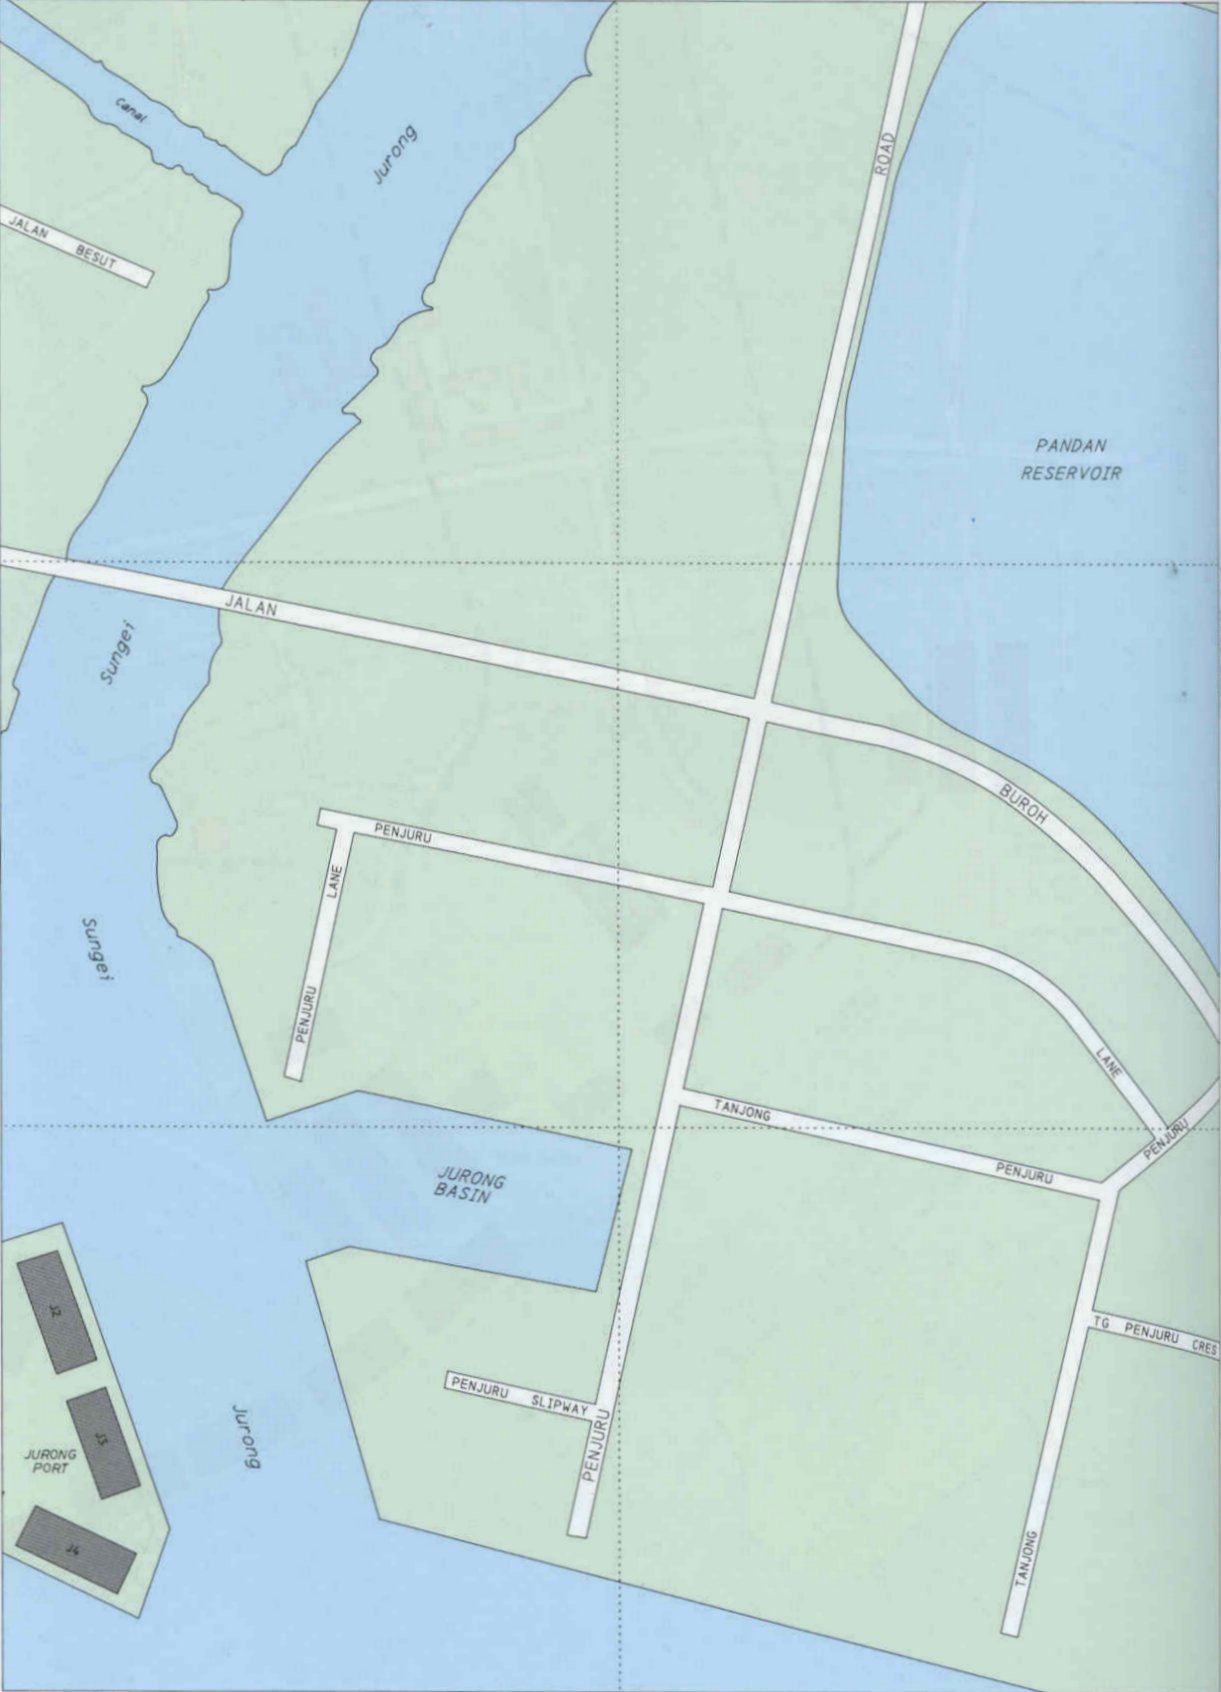 Canal
Jurong
ROAD
JALAN BESUT
PANDAN
RESERVOIR
JALAN
Sungei
BUROH
PENJURU
LANE
Sungei
PENJURU
LANE
TANJONG
PENJURU
PENJURU
JURONG
BASIN
J2
TG PENJURU CRES
PENJURU SLIPWAY
J3
Jurong
PENJURU
JURONG
PORT
J4
TANJONG